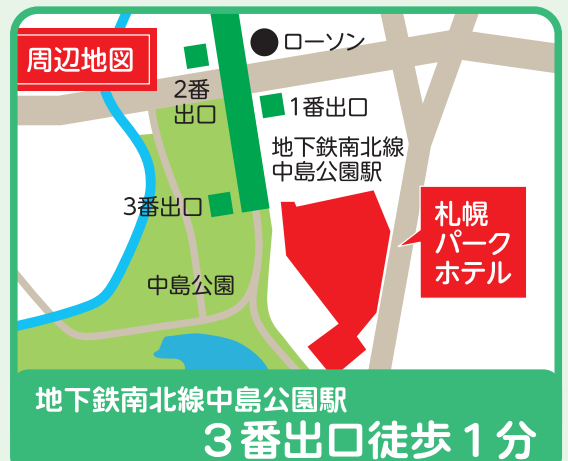 周辺地図
ローソン
2番
出口
1番出口
地下鉄南北線
中島公園駅
3番出口
札幌
パーク
ホテル
中島公園
地下鉄南北線中島公園駅
3番出口徒歩1分